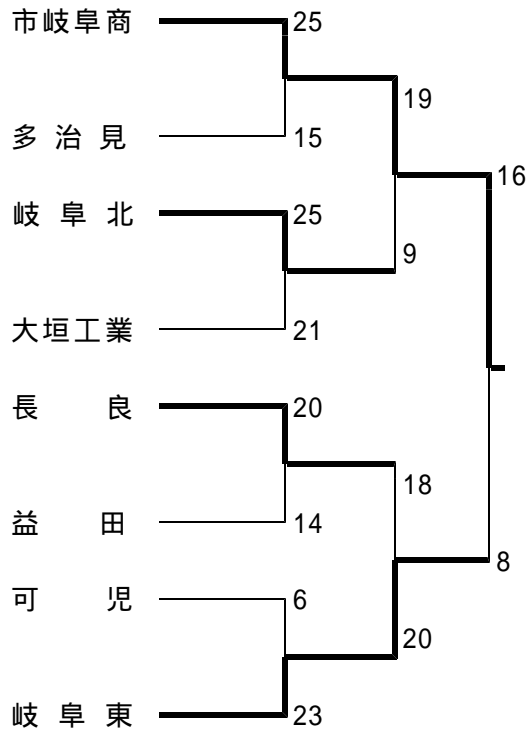 市岐阜商 25
19
多治見 15
16
岐阜北 25
9
大垣工業 21
長良 20
18
益田 14
8
可児 6
20
岐阜東 23